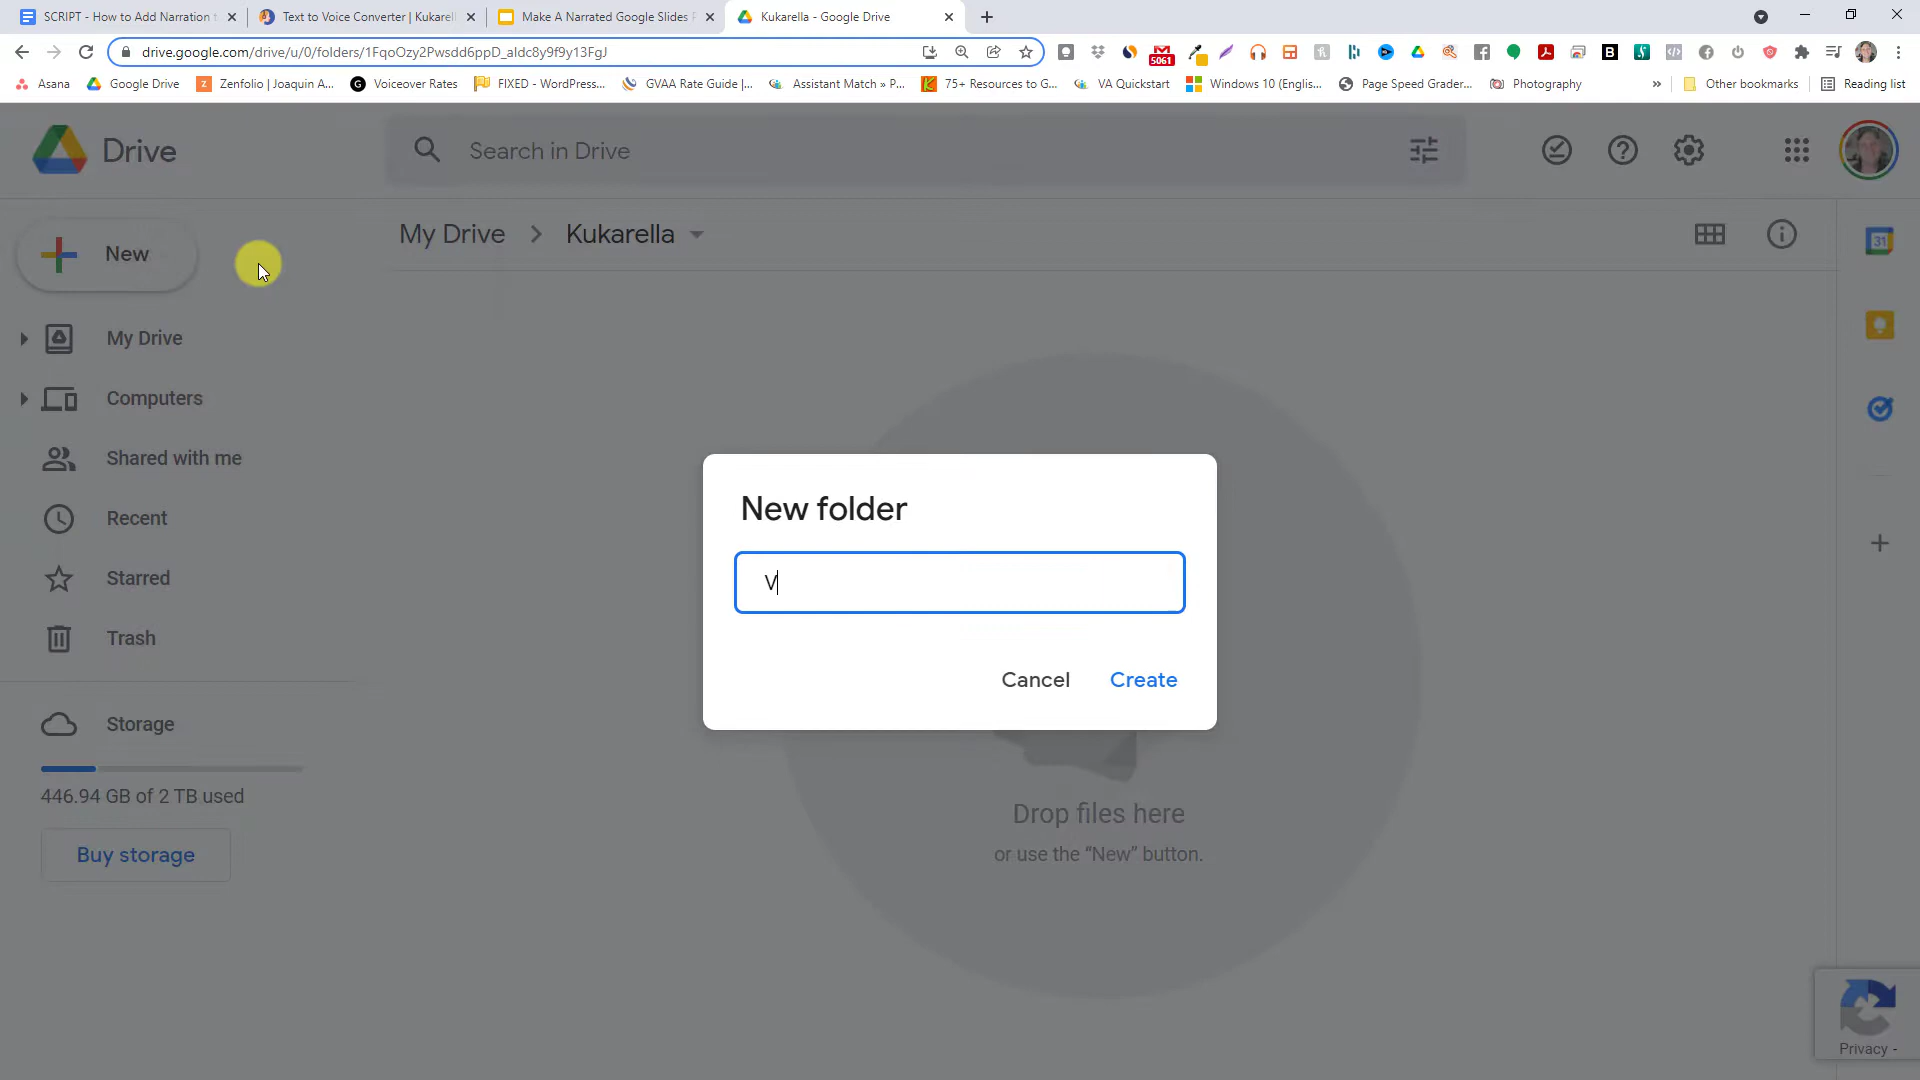 SCRIPT - How to Add Narration
Text to Voice Converter | Kukarell
Make A Narrated Google Slides
Kukarella - Google Drive
drive.google.com/drive/u/0/folders/1FqoOzy2Pwsdd6ppD_aldc8y9f9y13FgJ
5061
Asana
Google Drive
Zenfolio | Joaquin A...
Voiceover Rates
FIXED - WordPress...
GVAA Rate Guide |...
Assistant Match » P...
75+ Resources to G...
VA Quickstart
Windows 10 (Englis...
Page Speed Grader...
Photography
»
Other bookmarks
Reading list
Drive
Search in Drive
New
My Drive > Kukarella
31
My Drive
Computers
Shared with me
Recent
Starred
Trash
Storage
446.94 GB of 2 TB used
Buy storage
New folder
V
Cancel
Create
Drop files here
or use the “New” button.
Privacy -